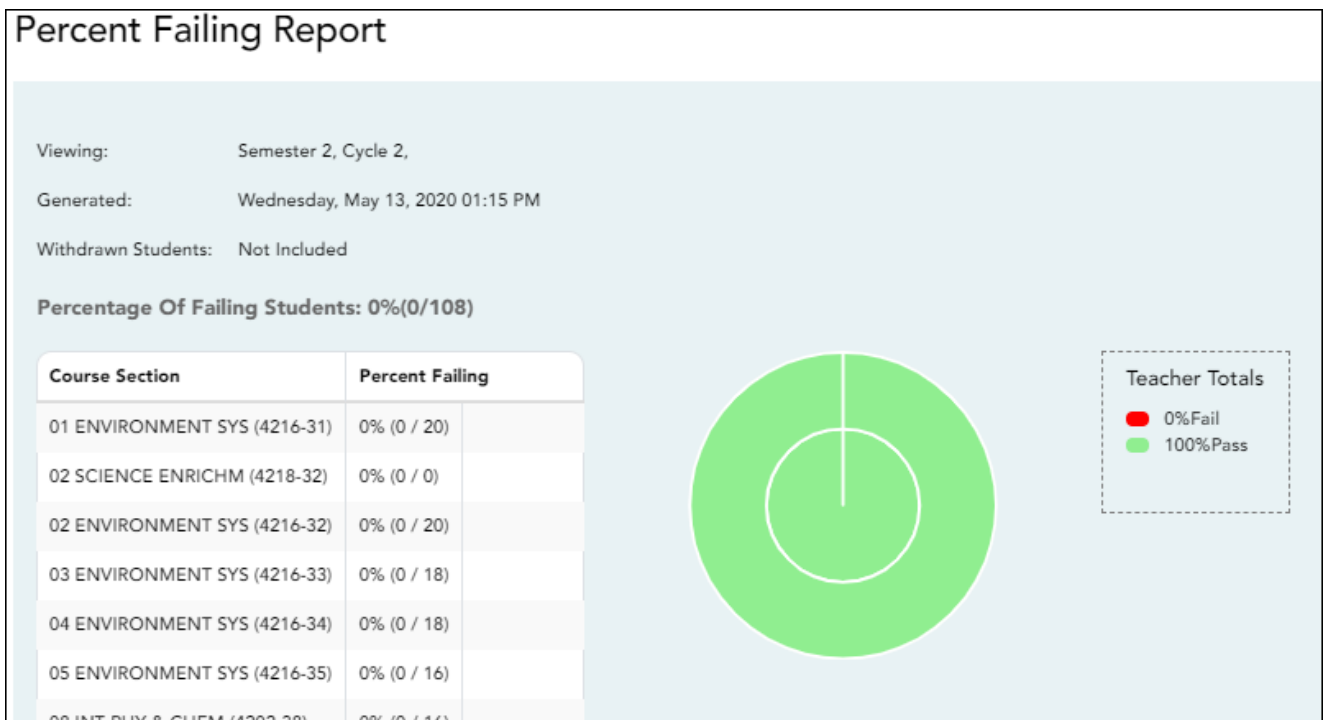 Percent Failing Report
Viewing: Semester 2, Cycle 2,
Generated: Wednesday, May 13, 2020 01:15 PM
Withdrawn Students: Not Included
Percentage Of Failing Students: 0%(0/108)
Course Section Percent Failing
01 ENVIRONMENT SYS (4216-31) 0% (0 / 20)
02 SCIENCE ENRICHM (4218-32) 0% (0 / 0)
02 ENVIRONMENT SYS (4216-32) 0% (0 / 20)
03 ENVIRONMENT SYS (4216-33) 0% (0 / 18)
04 ENVIRONMENT SYS (4216-34) 0% (0 / 18)
05 ENVIRONMENT SYS (4216-35) 0% (0 / 16)
Teacher Totals
0%Fail
100%Pass